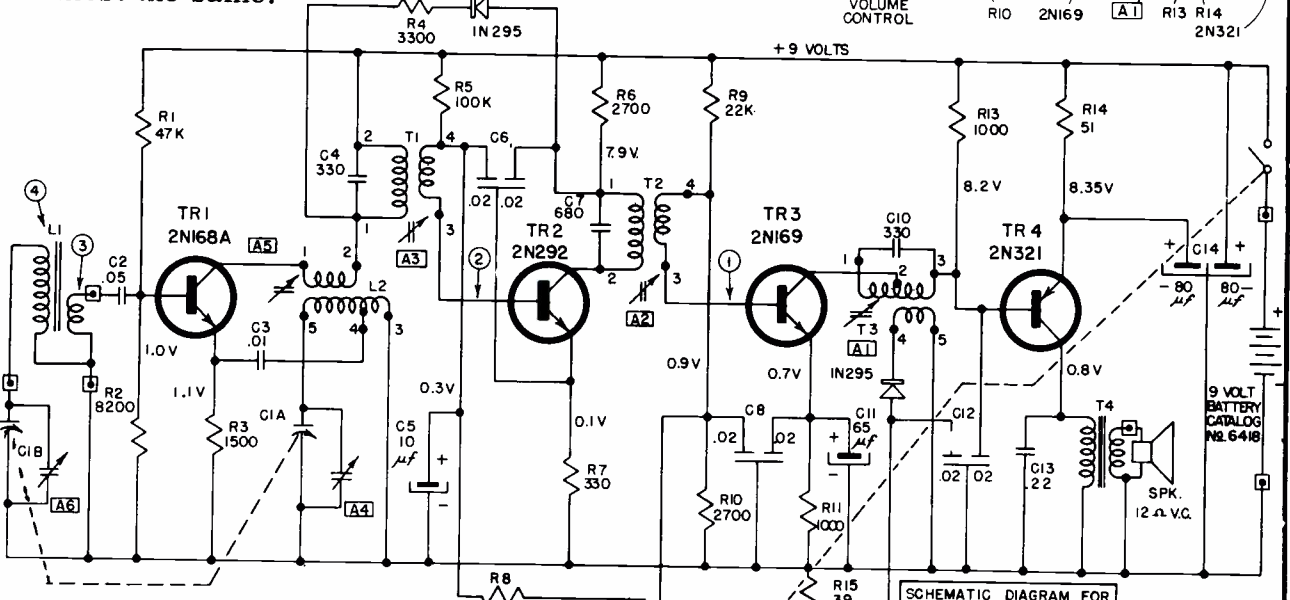 VOLUME
CONTROL
R10
2N169
A1
R13 R14
2N321
R4
3300
1N295
+ 9 VOLTS
R1
47K
C4
330
2
T1
4
R5
100K
C6
.02 .02
1
3
A3
R6
2700
7.9V.
1
T2
4
C7
680
2
3
A2
R9
22K.
R13
1000
8.2 V
R14
51
8.35V
4
L1
3
C2
.05
TR1
2N168A
A5
1
2
L2
5
4
3
2
TR2
2N292
1
TR3
2N169
C10
330
1
2
3
T3
A1
4
5
TR4
2N321
C14
+ +
- 80
μf
80 -
μf
1.0V
C3
.01
1.1V
R2
8200
R3
1500
C1A
A4
C1B
A6
C5
10
μf
+
-
0.3V
0.1V
R7
330
0.9V
0.7V
C8
.02 .02
C11
65
μf
+
-
1N295
C12
.02 .02
0.8V
C13
.22
T4
SPK.
12 Ω V.C.
+
-
9 VOLT
BATTERY
CATALOG
No. 6418
R10
2700
R11
1000
R8
R15
39
SCHEMATIC DIAGRAM FOR